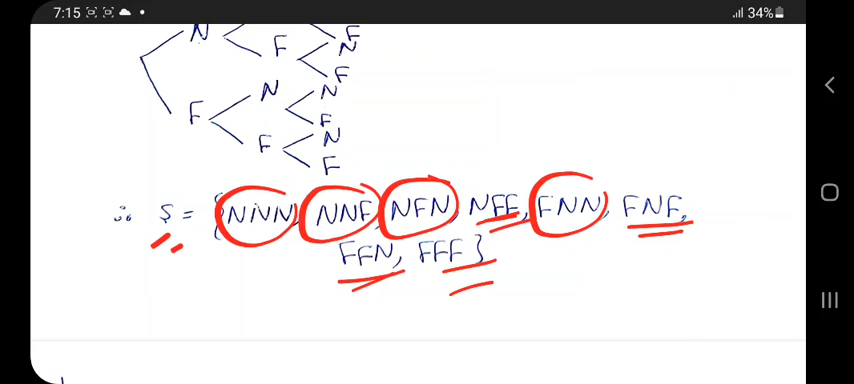 7:15 34%
F
N F N
F
N N
F F
F N
F
∴ S = {NNN, NNF, NFN, NFF, FNN, FNF,
FFN, FFF}